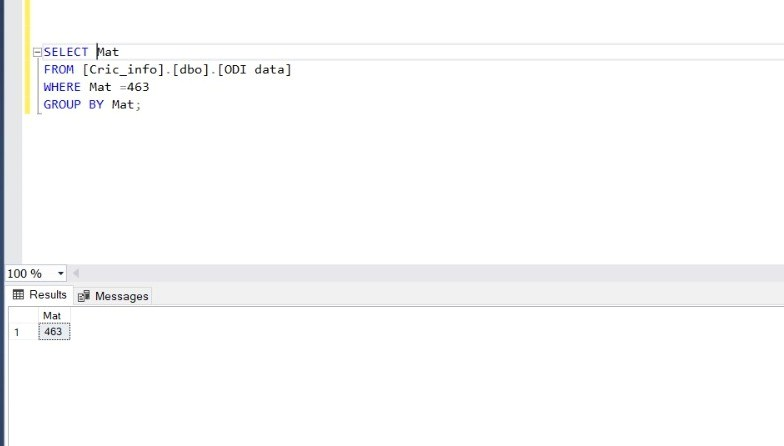 SELECT Mat
FROM [Cric_info].[dbo].[ODI data]
WHERE Mat =463
GROUP BY Mat;
100 %
Results Messages
Mat
1 463